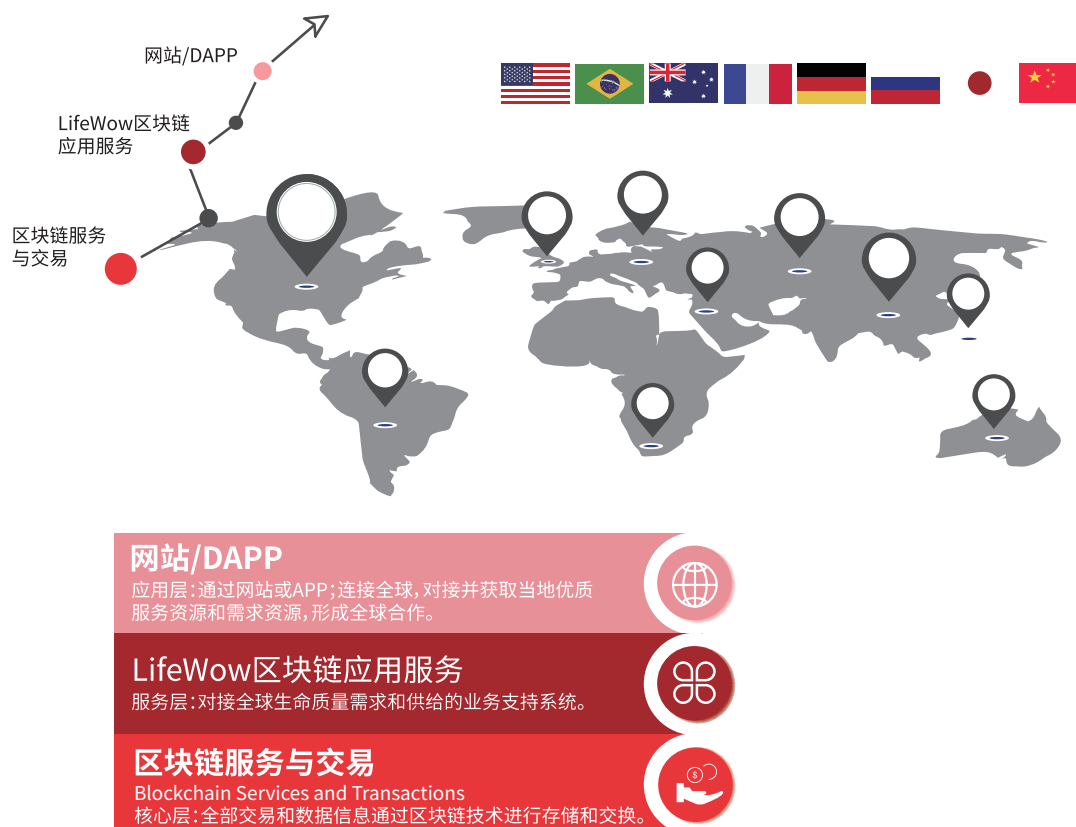 网站/DAPP
LifeWow区块链
应用服务
区块链服务
与交易
网站/DAPP
应用层:通过网站或APP;连接全球,对接并获取当地优质
服务资源和需求资源,形成全球合作。
LifeWow区块链应用服务
服务层:对接全球生命质量需求和供给的业务支持系统。
区块链服务与交易
Blockchain Services and Transactions
核心层:全部交易和数据信息通过区块链技术进行存储和交换。
$